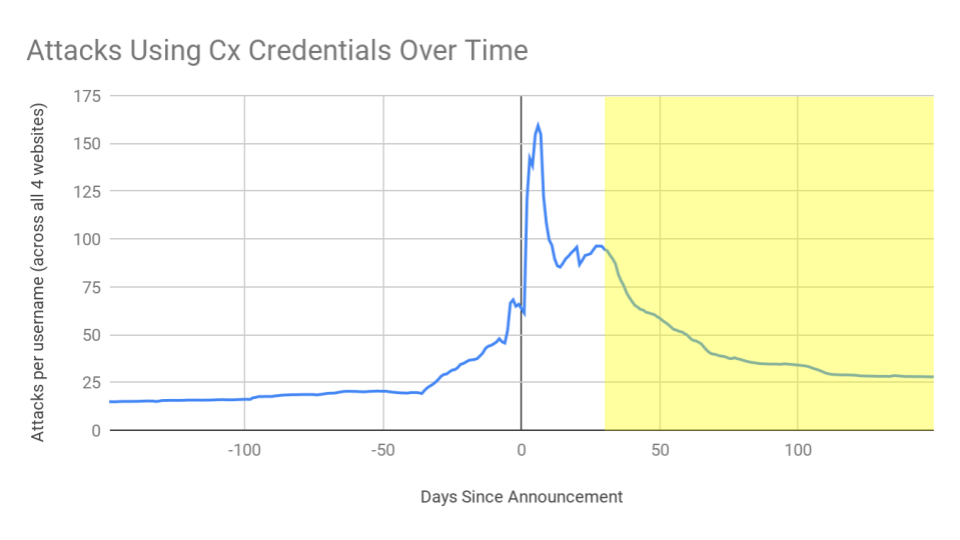 Attacks Using Cx Credentials Over Time
Attacks per username (across all 4 websites)
175
150
125
100
75
50
25
0
-100 -50 0 50 100
Days Since Announcement